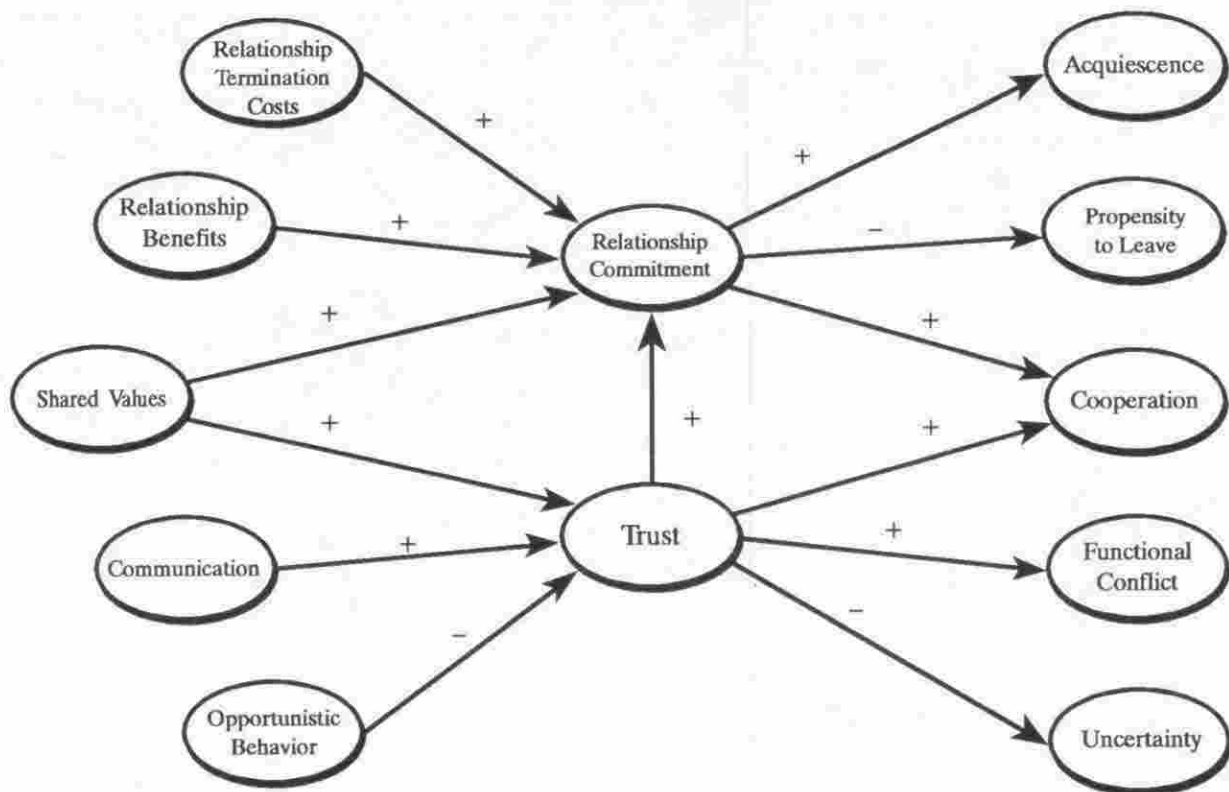 Relationship
Termination
Costs
+
Relationship
Benefits
+
Shared Values
+
+
Communication
+
Opportunistic
Behavior
–
Relationship
Commitment
+
Trust
+
–
+
+
+
–
Acquiescence
Propensity
to Leave
Cooperation
Functional
Conflict
Uncertainty